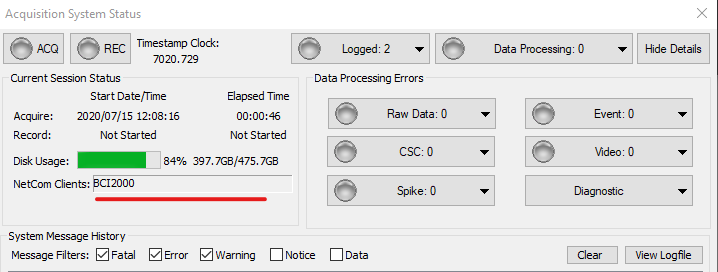 Acquisition System Status
ACQ REC Timestamp Clock: Logged: 2 Data Processing: 0 Hide Details
7020.729
Current Session Status
Start Date/Time Elapsed Time
Acquire: 2020/07/15 12:08:16 00:00:46
Record: Not Started Not Started
Disk Usage: 84% 397.7GB/475.7GB
NetCom Clients: BCI2000
Data Processing Errors
Raw Data: 0 Event: 0
CSC: 0 Video: 0
Spike: 0 Diagnostic
System Message History
Message Filters: Fatal Error Warning Notice Data Clear View Logfile